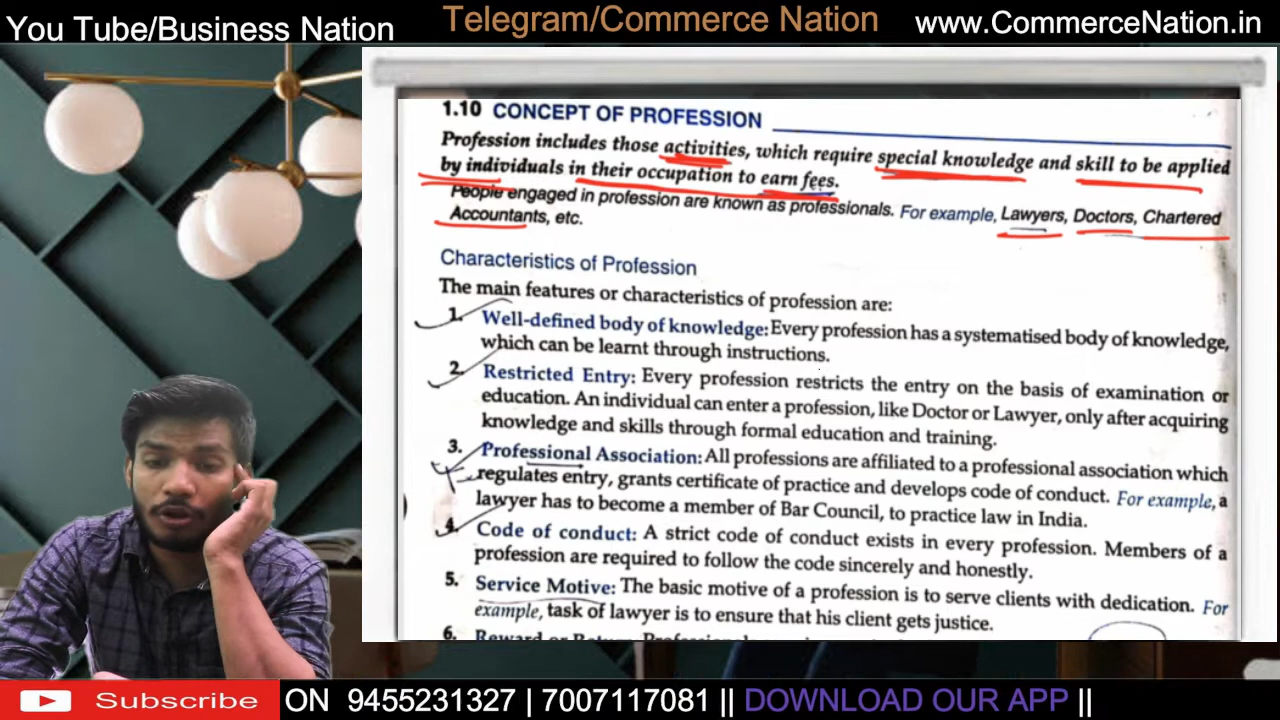 You Tube/Business Nation
Telegram/Commerce Nation
www.CommerceNation.in
1.10 CONCEPT OF PROFESSION
Profession includes those activities, which require special knowledge and skill to be applied
by individuals in their occupation to earn fees.
People engaged in profession are known as professionals. For example, Lawyers, Doctors, Chartered
Accountants, etc.
Characteristics of Profession
The main features or characteristics of profession are:
1. Well-defined body of knowledge: Every profession has a systematised body of knowledge,
which can be learnt through instructions.
2. Restricted Entry: Every profession restricts the entry on the basis of examination or
education. An individual can enter a profession, like Doctor or Lawyer, only after acquiring
knowledge and skills through formal education and training.
3. Professional Association: All professions are affiliated to a professional association which
regulates entry, grants certificate of practice and develops code of conduct. For example, a
lawyer has to become a member of Bar Council, to practice law in India.
4. Code of conduct: A strict code of conduct exists in every profession. Members of a
profession are required to follow the code sincerely and honestly.
5. Service Motive: The basic motive of a profession is to serve clients with dedication. For
example, task of lawyer is to ensure that his client gets justice.
6. Reward or Return:
Subscribe ON 9455231327 | 7007117081 || DOWNLOAD OUR APP ||